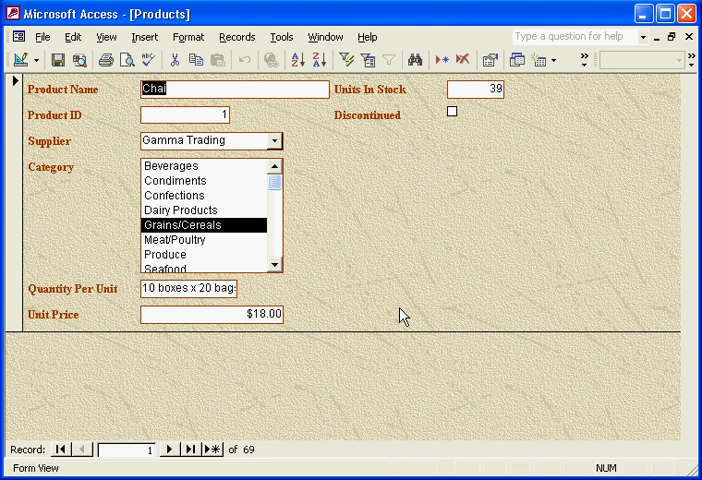 Microsoft Access - [Products]
File Edit View Insert Format Records Tools Window Help Type a question for help
Product Name Chai Units In Stock 39
Product ID 1 Discontinued
Supplier Gamma Trading
Category Beverages
Condiments
Confections
Dairy Products
Grains/Cereals
Meat/Poultry
Produce
Seafood
Quantity Per Unit 10 boxes x 20 bags
Unit Price $18.00
Record: 1 of 69
Form View NUM